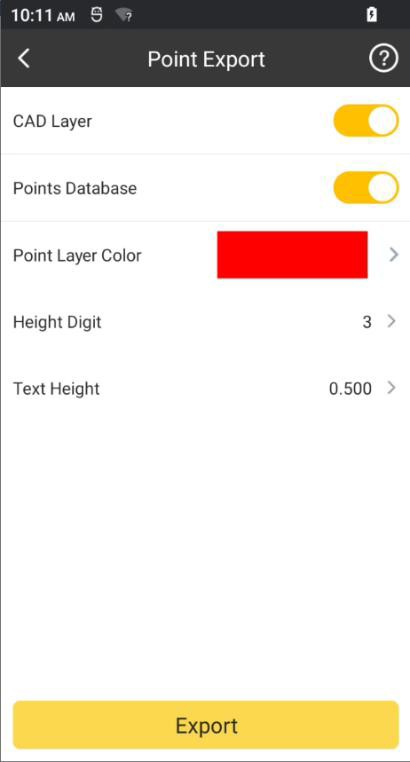 10:11 AM
Point Export
CAD Layer
Points Database
Point Layer Color
Height Digit 3
Text Height 0.500
Export